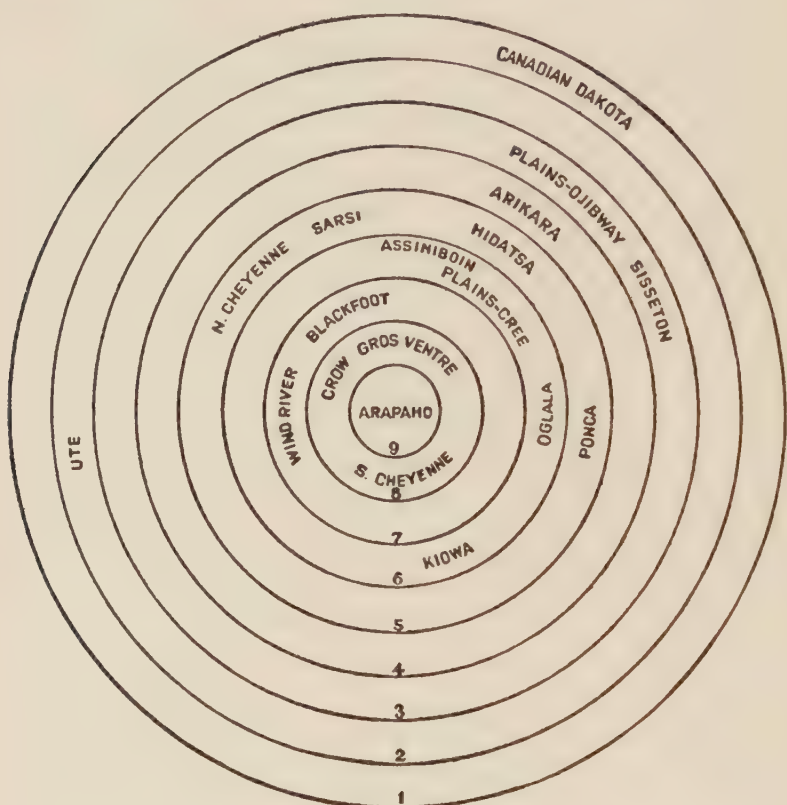 CANADIAN DAKOTA
PLAINS-OJIBWAY
ARIKARA
SARSI
HIDATSA
N. CHEYENNE
ASSINIBOIN
PLAINS-CREE
SISSETON
BLACKFOOT
GROS VENTRE
CROW
WIND RIVER
ARAPAHO
OGLALA
PONCA
UTE
9
S. CHEYENNE
8
7
KIOWA
6
5
4
3
2
1